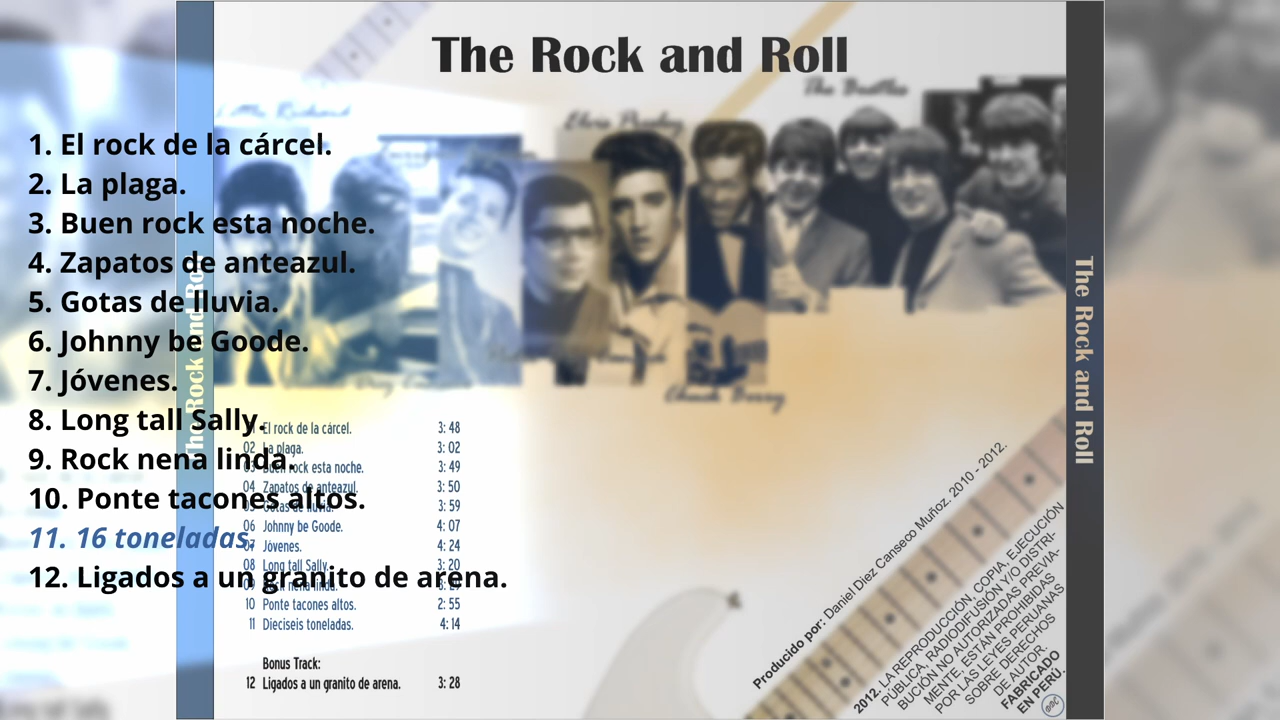 The Rock and Roll
Little Richard
Elvis Presley
The Beatles
Chuck Berry
1. El rock de la cárcel.
2. La plaga.
3. Buen rock esta noche.
4. Zapatos de anteazul.
5. Gotas de lluvia.
6. Johnny be Goode.
7. Jóvenes.
8. Long tall Sally.
9. Rock nena linda.
10. Ponte tacones altos.
11. 16 toneladas.
12. Ligados a un granito de arena.
The Rock and Roll
The Rock and Roll
El rock de la cárcel. 3: 48
02 La plaga. 3: 02
03 Buen rock esta noche. 3: 49
04 Zapatos de anteazul. 3: 50
Gotas de lluvia. 3: 59
06 Johnny be Goode. 4: 07
07 Jóvenes. 4: 24
08 Long tall Sally. 3: 20
Rock nena linda.
10 Ponte tacones altos. 2: 55
11 Dieciseis toneladas. 4: 14
Bonus Track:
12 Ligados a un granito de arena. 3: 28
Producido por: Daniel Diez Canseco Muñoz. 2010 - 2012.
2012. LA REPRODUCCIÓN, COPIA, EJECUCIÓN
PÚBLICA, RADIODIFUSIÓN Y/O DISTRI-
BUCIÓN NO AUTORIZADAS PREVIA-
MENTE, ESTÁN PROHIBIDAS
POR LAS LEYES PERUANAS
SOBRE DERECHOS
DE AUTOR.
FABRICADO
EN PERÚ.